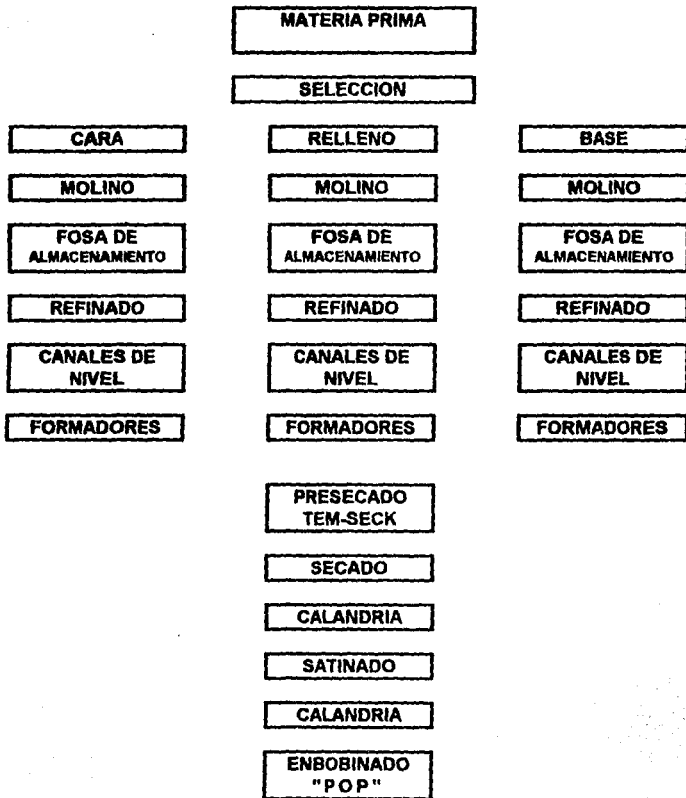 MATERIA PRIMA
SELECCION
CARA
RELLENO
BASE
MOLINO
MOLINO
MOLINO
FOSA DE
ALMACENAMIENTO
FOSA DE
ALMACENAMIENTO
FOSA DE
ALMACENAMIENTO
REFINADO
REFINADO
REFINADO
CANALES DE
NIVEL
CANALES DE
NIVEL
CANALES DE
NIVEL
FORMADORES
FORMADORES
FORMADORES
PRESECADO
TEM-SECK
SECADO
CALANDRIA
SATINADO
CALANDRIA
ENBOBINADO
"P O P"